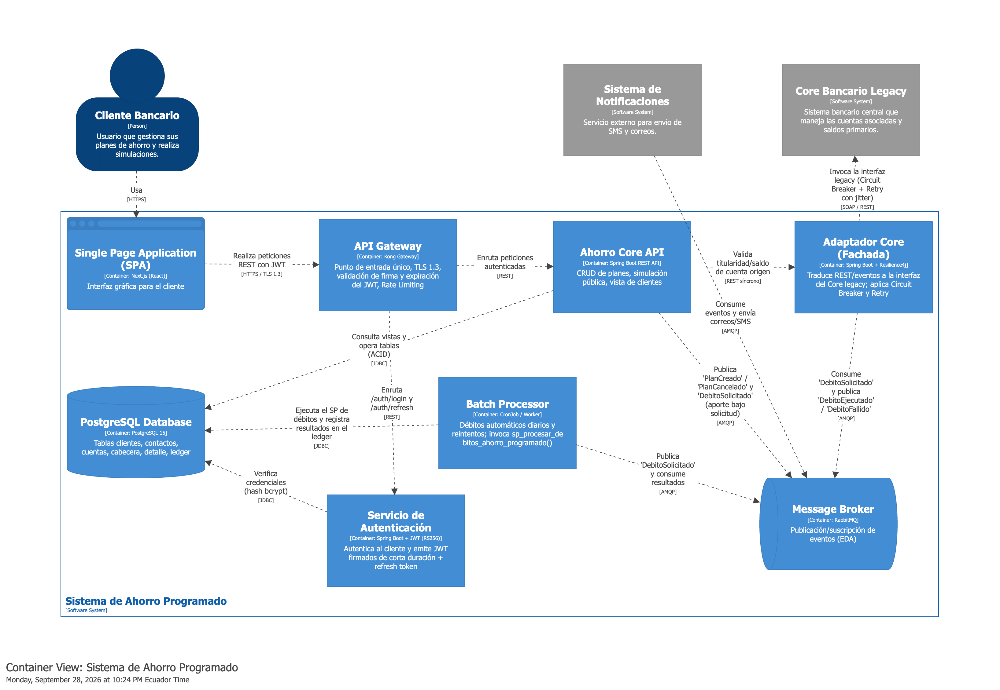 Cliente Bancario
[Person]
Usuario que gestiona sus
planes de ahorro y realiza
simulaciones.
Sistema de
Notificaciones
[Software System]
Servicio externo para envío de
SMS y correos.
Core Bancario Legacy
[Software System]
Sistema bancario central que
maneja las cuentas asociadas y
saldos primarios.
Usa
[HTTPS]
Invoca la interfaz
legacy (Circuit
Breaker + Retry
con jitter)
[SOAP / REST]
Single Page Application
(SPA)
[Container: Next.js (React)]
Interfaz gráfica para el cliente
Realiza peticiones
REST con JWT
[HTTPS / TLS 1.3]
API Gateway
[Container: Kong Gateway]
Punto de entrada único, TLS 1.3,
validación de firma y expiración
del JWT, Rate Limiting
Enruta peticiones
autenticadas
[REST]
Ahorro Core API
[Container: Spring Boot REST API]
CRUD de planes, simulación
pública, vista de clientes
Valida
titularidad/saldo
de cuenta origen
[REST síncrono]
Adaptador Core
(Fachada)
[Container: Spring Boot + Resilience4j]
Traduce REST/eventos a la interfaz
del Core legacy; aplica Circuit
Breaker y Retry
Consume
eventos y envía
correos/SMS
[AMQP]
Consulta vistas y
opera tablas
(ACID)
[JDBC]
Publica
'PlanCreado' /
'PlanCancelado' y
'DebitoSolicitado'
(aporte bajo
solicitud)
[AMQP]
Consume
'DebitoSolicitado'
y publica
'DebitoEjecutado'
/ 'DebitoFallido'
[AMQP]
Enruta
/auth/login y
/auth/refresh
[REST]
PostgreSQL Database
[Container: PostgreSQL 15]
Tablas clientes, contactos,
cuentas, cabecera, detalle, ledger
Ejecuta el SP de
débitos y registra
resultados en el
ledger
[JDBC]
Batch Processor
[Container: CronJob / Worker]
Débitos automáticos diarios y
reintentos; invoca sp_procesar_de
bitos_ahorro_programado()
Publica
'DebitoSolicitado'
y consume
resultados
[AMQP]
Verifica
credenciales
(hash bcrypt)
[JDBC]
Servicio de
Autenticación
[Container: Spring Boot + JWT (RS256)]
Autentica al cliente y emite JWT
firmados de corta duración +
refresh token
Message Broker
[Container: RabbitMQ]
Publicación/suscripción de
eventos (EDA)
Sistema de Ahorro Programado
[Software System]
Container View: Sistema de Ahorro Programado
Monday, September 28, 2026 at 10:24 PM Ecuador Time